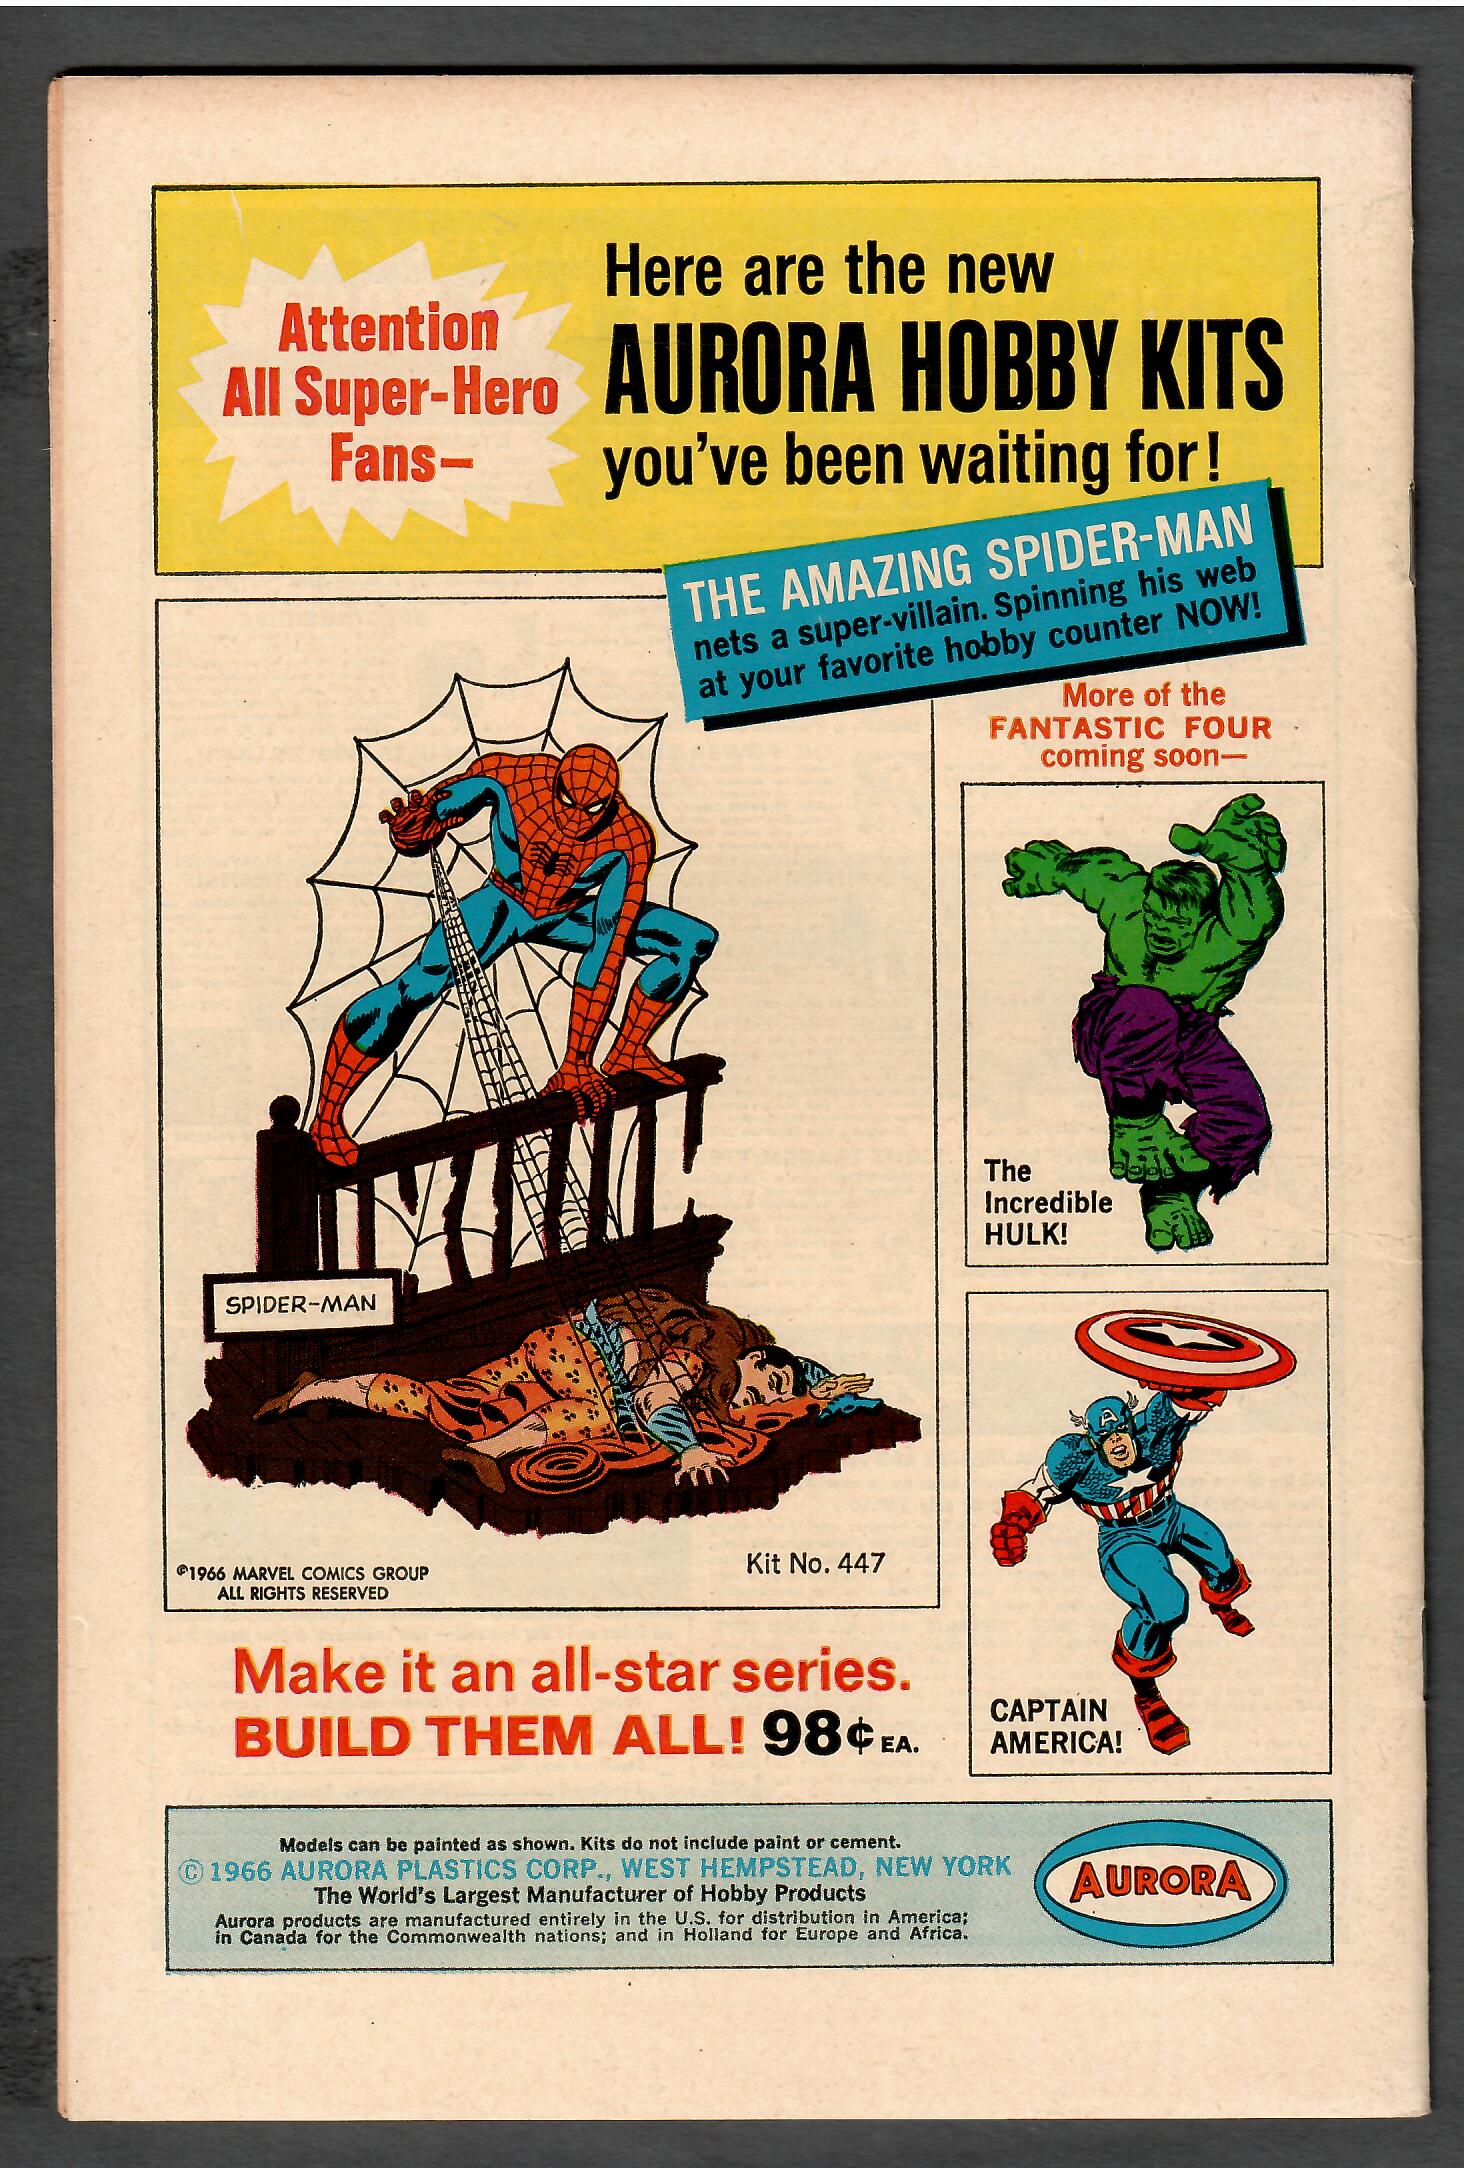 Attention
All Super-Hero
Fans—
Here are the new
AURORA HOBBY KITS
you've been waiting for!
THE AMAZING SPIDER-MAN
nets a super-villain. Spinning his web
at your favorite hobby counter NOW!
More of the
FANTASTIC FOUR
coming soon—
The
Incredible
HULK!
SPIDER-MAN
A
CAPTAIN
AMERICA!
©1966 MARVEL COMICS GROUP
ALL RIGHTS RESERVED
Kit No. 447
Make it an all-star series.
BUILD THEM ALL! 98¢ EA.
Models can be painted as shown. Kits do not include paint or cement.
© 1966 AURORA PLASTICS CORP., WEST HEMPSTEAD, NEW YORK
The World's Largest Manufacturer of Hobby Products
Aurora products are manufactured entirely in the U.S. for distribution in America;
in Canada for the Commonwealth nations; and in Holland for Europe and Africa.
AURORA